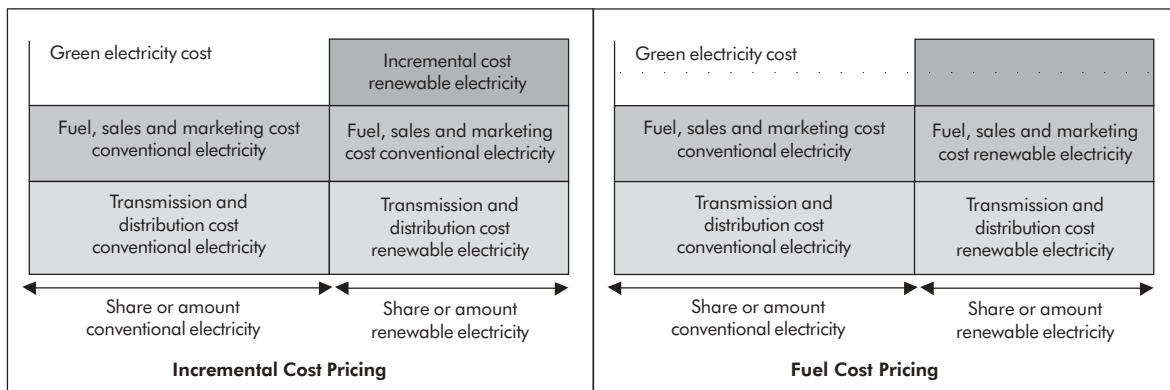 Green electricity cost
Incremental cost
renewable electricity
Fuel, sales and marketing cost
conventional electricity
Fuel, sales and marketing
cost conventional electricity
Transmission and
distribution cost
conventional electricity
Transmission and
distribution cost
renewable electricity
Share or amount
conventional electricity
Share or amount
renewable electricity
Incremental Cost Pricing
Green electricity cost
Fuel, sales and marketing cost
conventional electricity
Fuel, sales and marketing
cost renewable electricity
Transmission and
distribution cost
conventional electricity
Transmission and
distribution cost
renewable electricity
Share or amount
conventional electricity
Share or amount
renewable electricity
Fuel Cost Pricing